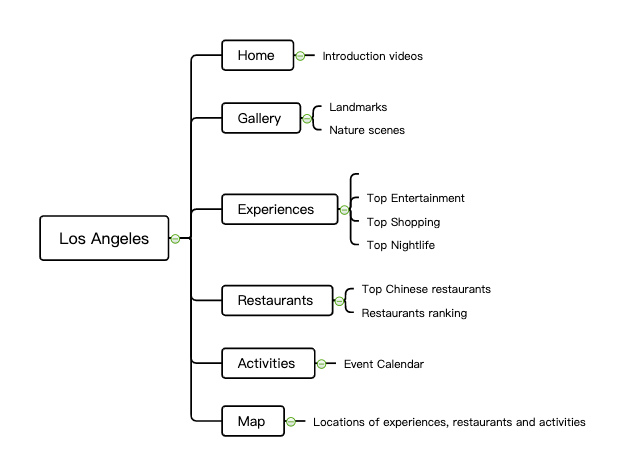 Los Angeles
Home
Introduction videos
Gallery
Landmarks
Nature scenes
Experiences
Top Entertainment
Top Shopping
Top Nightlife
Restaurants
Top Chinese restaurants
Restaurants ranking
Activities
Event Calendar
Map
Locations of experiences, restaurants and activities